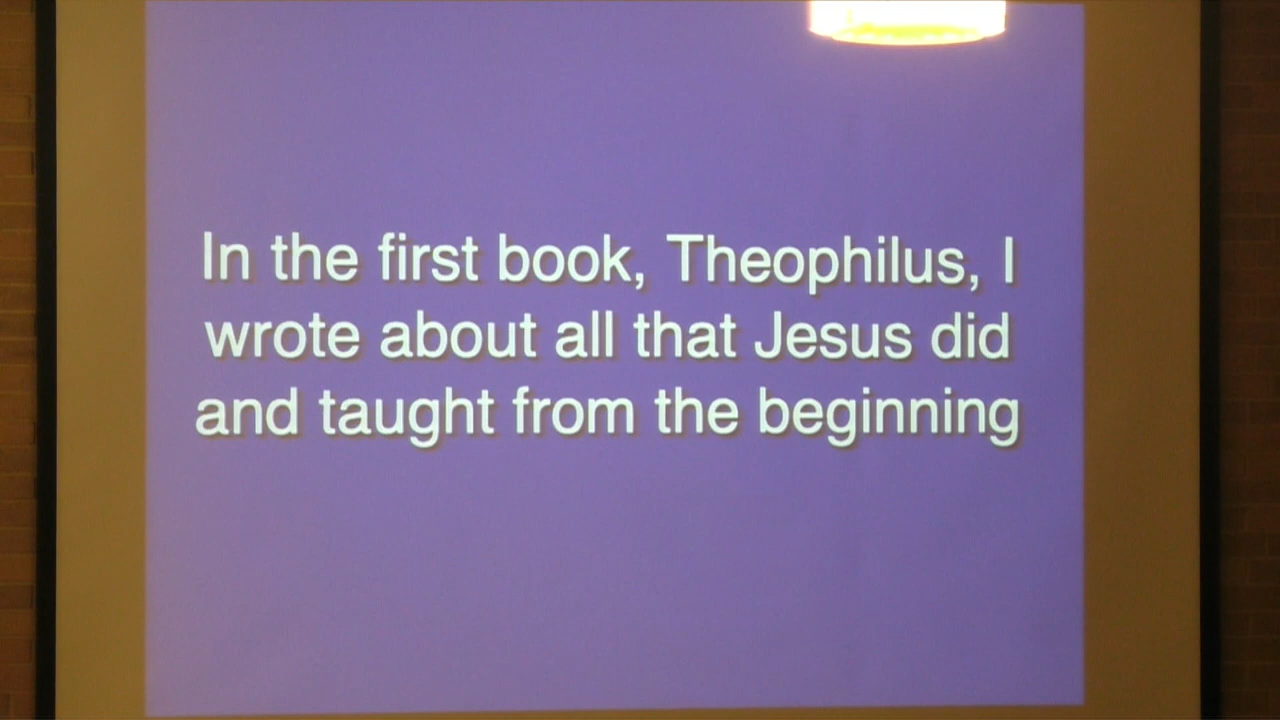 In the first book, Theophilus, I
wrote about all that Jesus did
and taught from the beginning